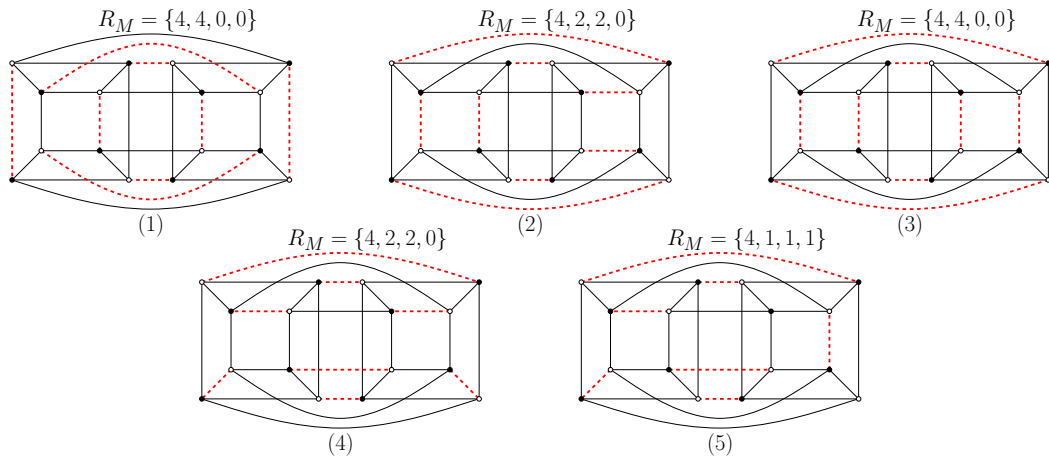 R_M = {4, 4, 0, 0}
R_M = {4, 2, 2, 0}
R_M = {4, 4, 0, 0}
(1)
(2)
(3)
R_M = {4, 2, 2, 0}
R_M = {4, 1, 1, 1}
(4)
(5)